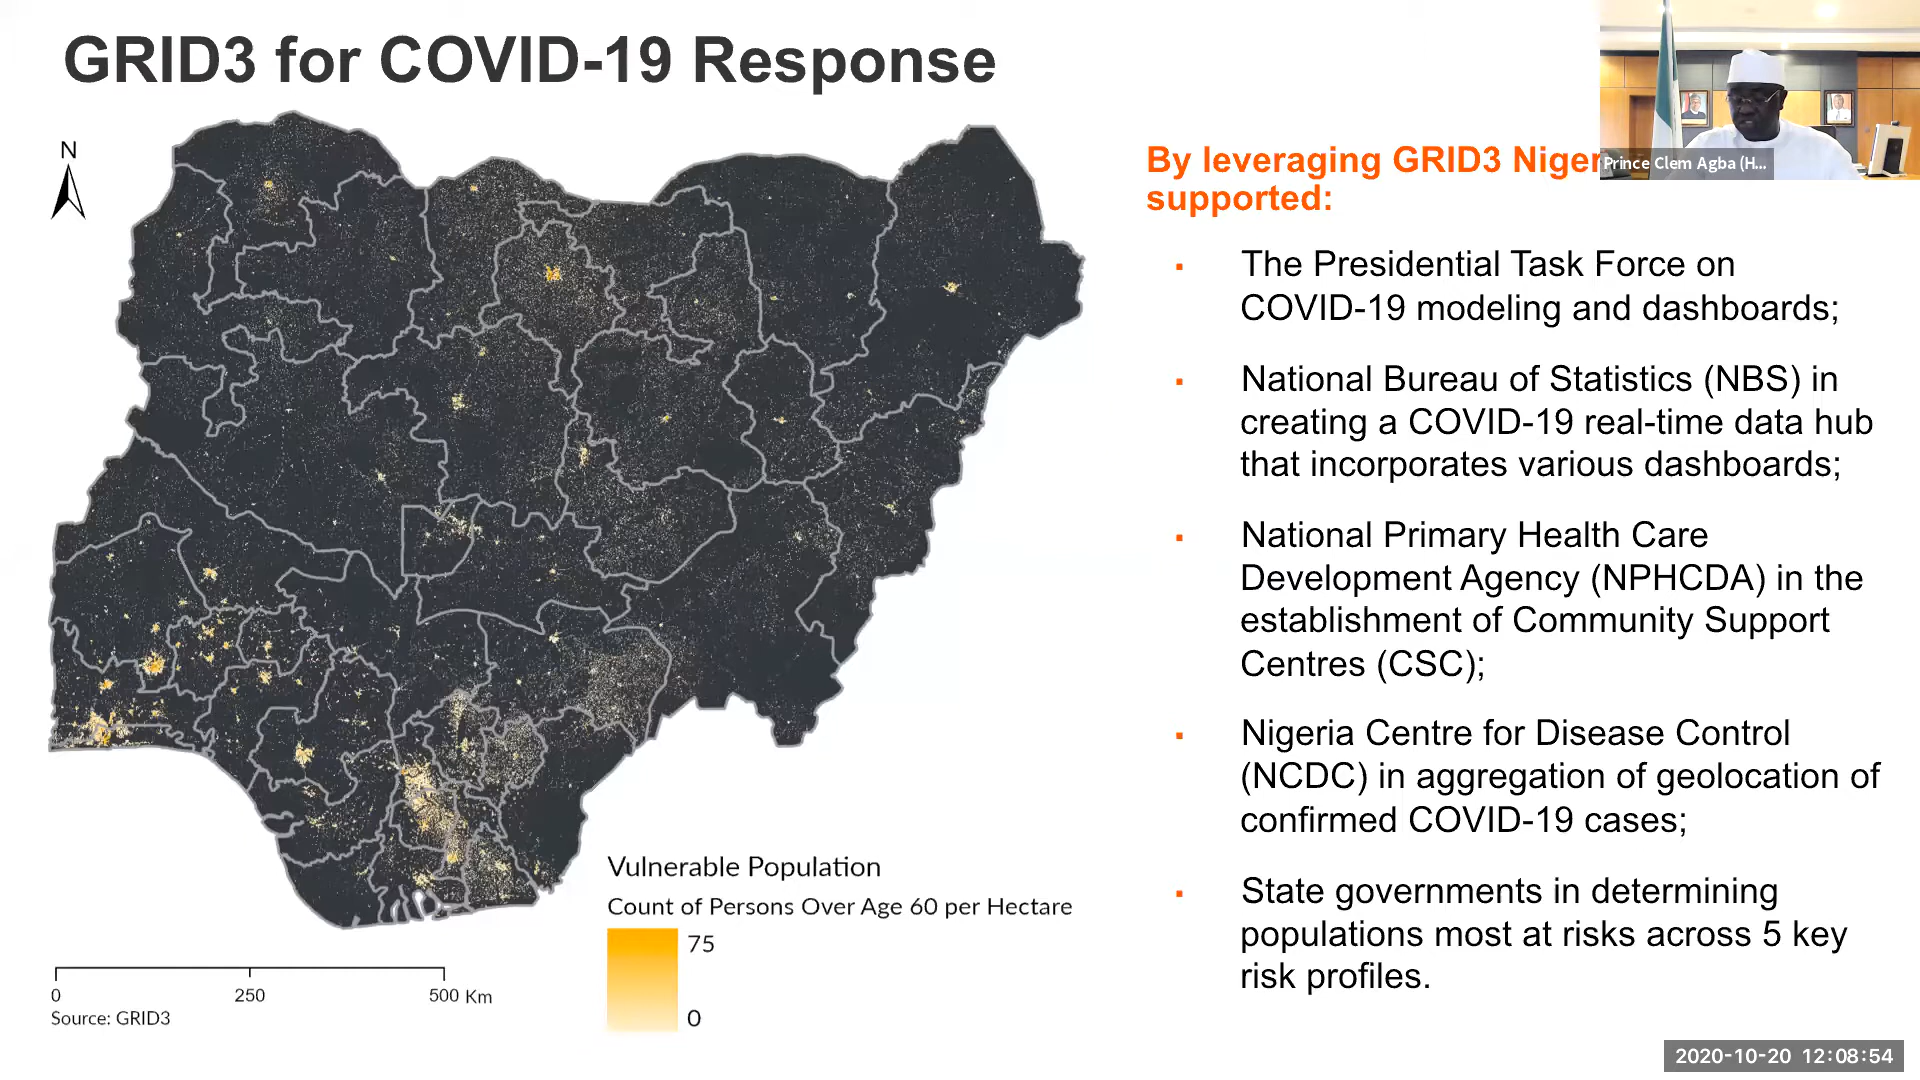 GRID3 for COVID-19 Response
N
By leveraging GRID3 Niger
supported:
Prince Clem Agba (H...
▪ The Presidential Task Force on
COVID-19 modeling and dashboards;
▪ National Bureau of Statistics (NBS) in
creating a COVID-19 real-time data hub
that incorporates various dashboards;
▪ National Primary Health Care
Development Agency (NPHCDA) in the
establishment of Community Support
Centres (CSC);
▪ Nigeria Centre for Disease Control
(NCDC) in aggregation of geolocation of
confirmed COVID-19 cases;
▪ State governments in determining
populations most at risks across 5 key
risk profiles.
Vulnerable Population
Count of Persons Over Age 60 per Hectare
75
0
0 250 500 Km
Source: GRID3
2020-10-20 12:08:54